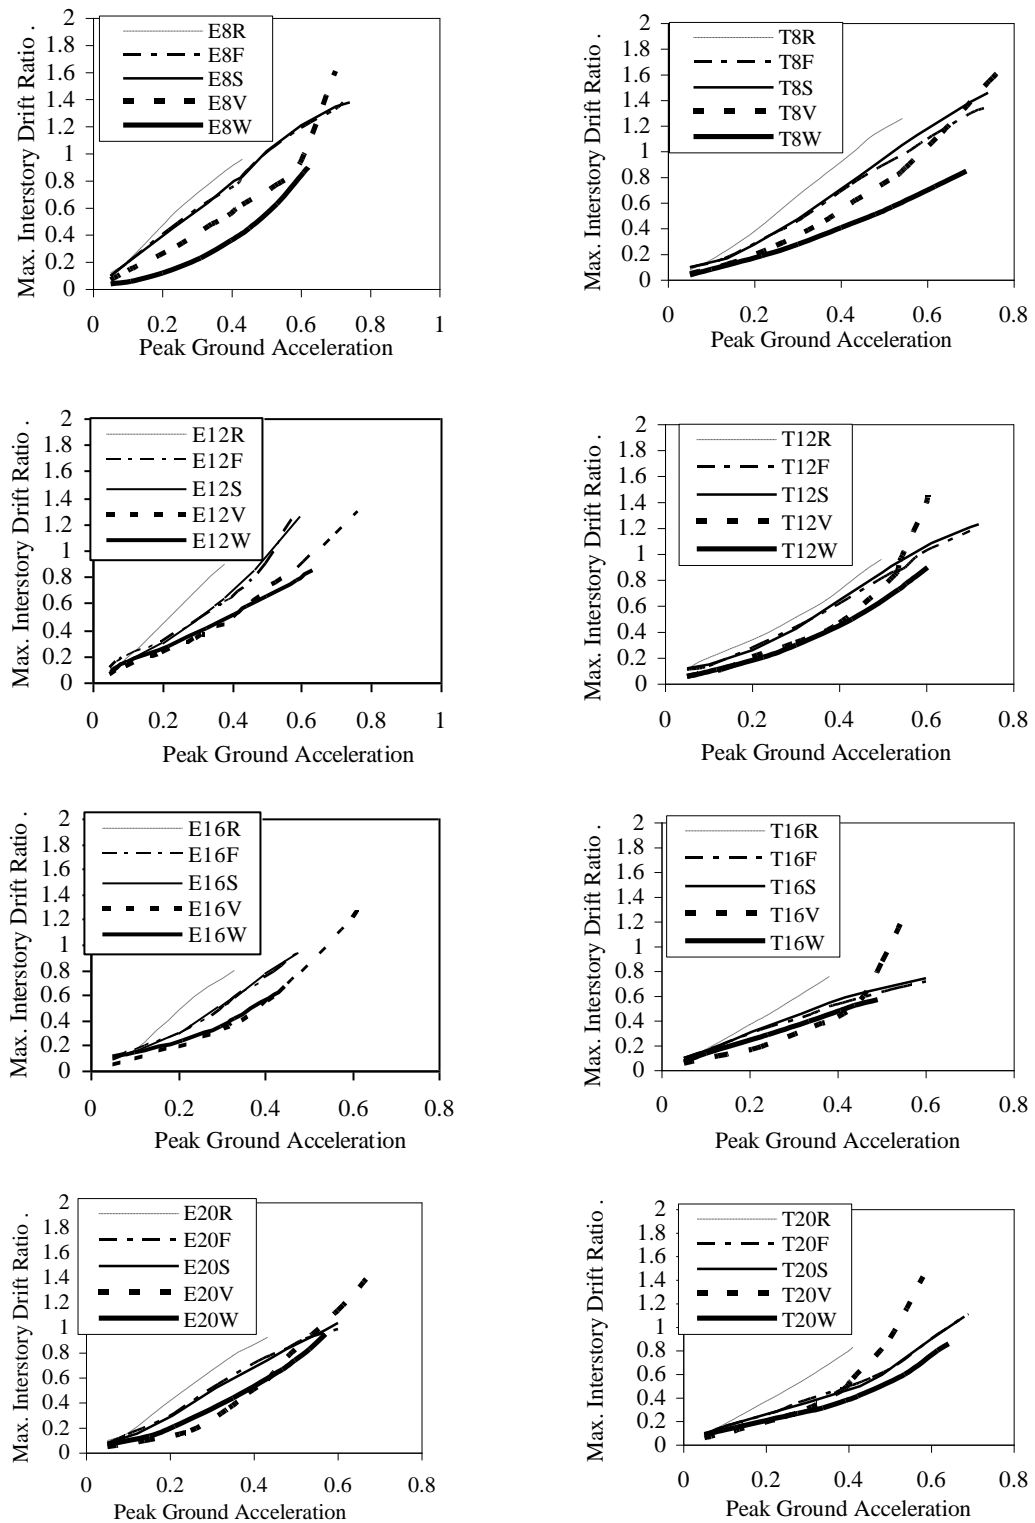 2
1.8
1.6
1.4
1.2
1
0.8
0.6
0.4
0.2
0
Max. Interstory Drift Ratio .
E8R
E8F
E8S
E8V
E8W
0 0.2 0.4 0.6 0.8 1
Peak Ground Acceleration
2
1.8
1.6
1.4
1.2
1
0.8
0.6
0.4
0.2
0
Max. Interstory Drift Ratio .
T8R
T8F
T8S
T8V
T8W
0 0.2 0.4 0.6 0.8
Peak Ground Acceleration
2
1.8
1.6
1.4
1.2
1
0.8
0.6
0.4
0.2
0
Max. Interstory Drift Ratio .
E12R
E12F
E12S
E12V
E12W
0 0.2 0.4 0.6 0.8 1
Peak Ground Acceleration
2
1.8
1.6
1.4
1.2
1
0.8
0.6
0.4
0.2
0
Max. Interstory Drift Ratio .
T12R
T12F
T12S
T12V
T12W
0 0.2 0.4 0.6 0.8
Peak Ground Acceleration
2
1.8
1.6
1.4
1.2
1
0.8
0.6
0.4
0.2
0
Max. Interstory Drift Ratio .
E16R
E16F
E16S
E16V
E16W
0 0.2 0.4 0.6 0.8
Peak Ground Acceleration
2
1.8
1.6
1.4
1.2
1
0.8
0.6
0.4
0.2
0
Max. Interstory Drift Ratio .
T16R
T16F
T16S
T16V
T16W
0 0.2 0.4 0.6 0.8
Peak Ground Acceleration
2
1.8
1.6
1.4
1.2
1
0.8
0.6
0.4
0.2
0
Max. Interstory Drift Ratio .
E20R
E20F
E20S
E20V
E20W
0 0.2 0.4 0.6 0.8
Peak Ground Acceleration
2
1.8
1.6
1.4
1.2
1
0.8
0.6
0.4
0.2
0
Max. Interstory Drift Ratio .
T20R
T20F
T20S
T20V
T20W
0 0.2 0.4 0.6 0.8
Peak Ground Acceleration